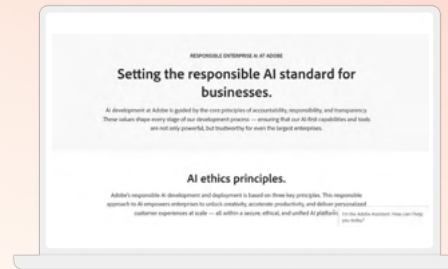 RESPONSIBLE ENTERPRISE AI AT ADOBE
Setting the responsible AI standard for
businesses.
AI development at Adobe is guided by the core principles of accountability, responsibility, and transparency.
These values shape every stage of our development process — ensuring that our AI-first capabilities and tools
are not only powerful, but trustworthy for even the largest enterprises.
AI ethics principles.
Adobe's responsible AI development and deployment is based on three key principles. This responsible
approach to AI empowers enterprises to unlock creativity, accelerate productivity, and deliver personalized
customer experiences at scale — all within a secure, ethical, and unified AI platform.
I'm the Adobe Assistant. How can I help
you today?